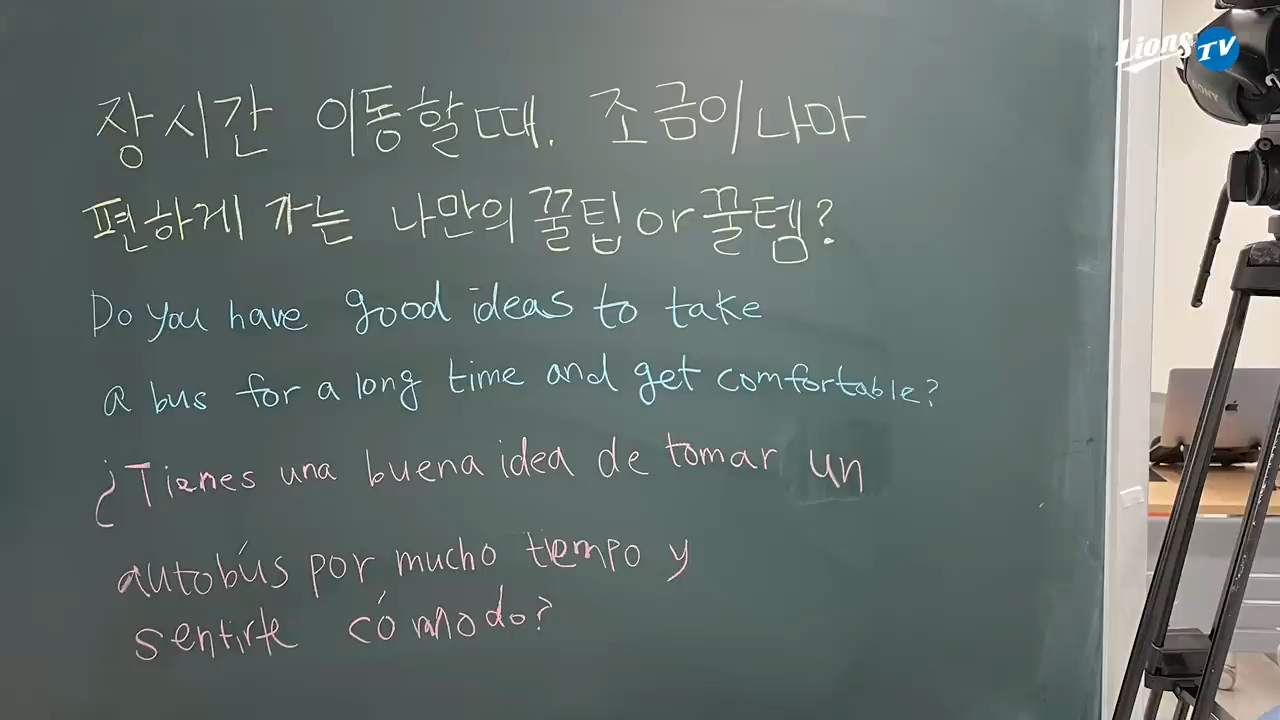 Lions TV
SONY
장시간 이동할때. 조금이나마
편하게 가는 나만의 꿀팁 or 꿀템?
Do you have good ideas to take
a bus for a long time and get comfortable?
¿Tienes una buena idea de tomar un
autobús por mucho tiempo y
sentirte cómodo?